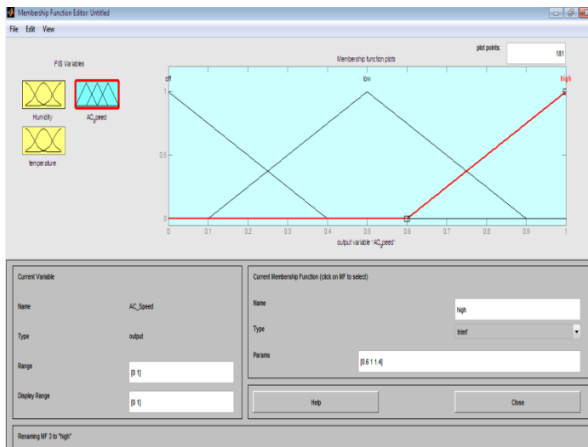 Membership Function Editor: Untitled
File Edit View
FIS Variables
Membership function plots
plot points:
181
off
low
high
Humidity
AC_Speed
temperature
1
0.5
0
0 0.1 0.2 0.3 0.4 0.5 0.6 0.7 0.8 0.9 1
output variable "AC_Speed"
Current Variable
Name AC_Speed
Type output
Range [0 1]
Display Range [0 1]
Current Membership Function (click on MF to select)
Name high
Type trimf
Params [0.6 1 1.4]
Help Close
Renaming MF 3 to "high"